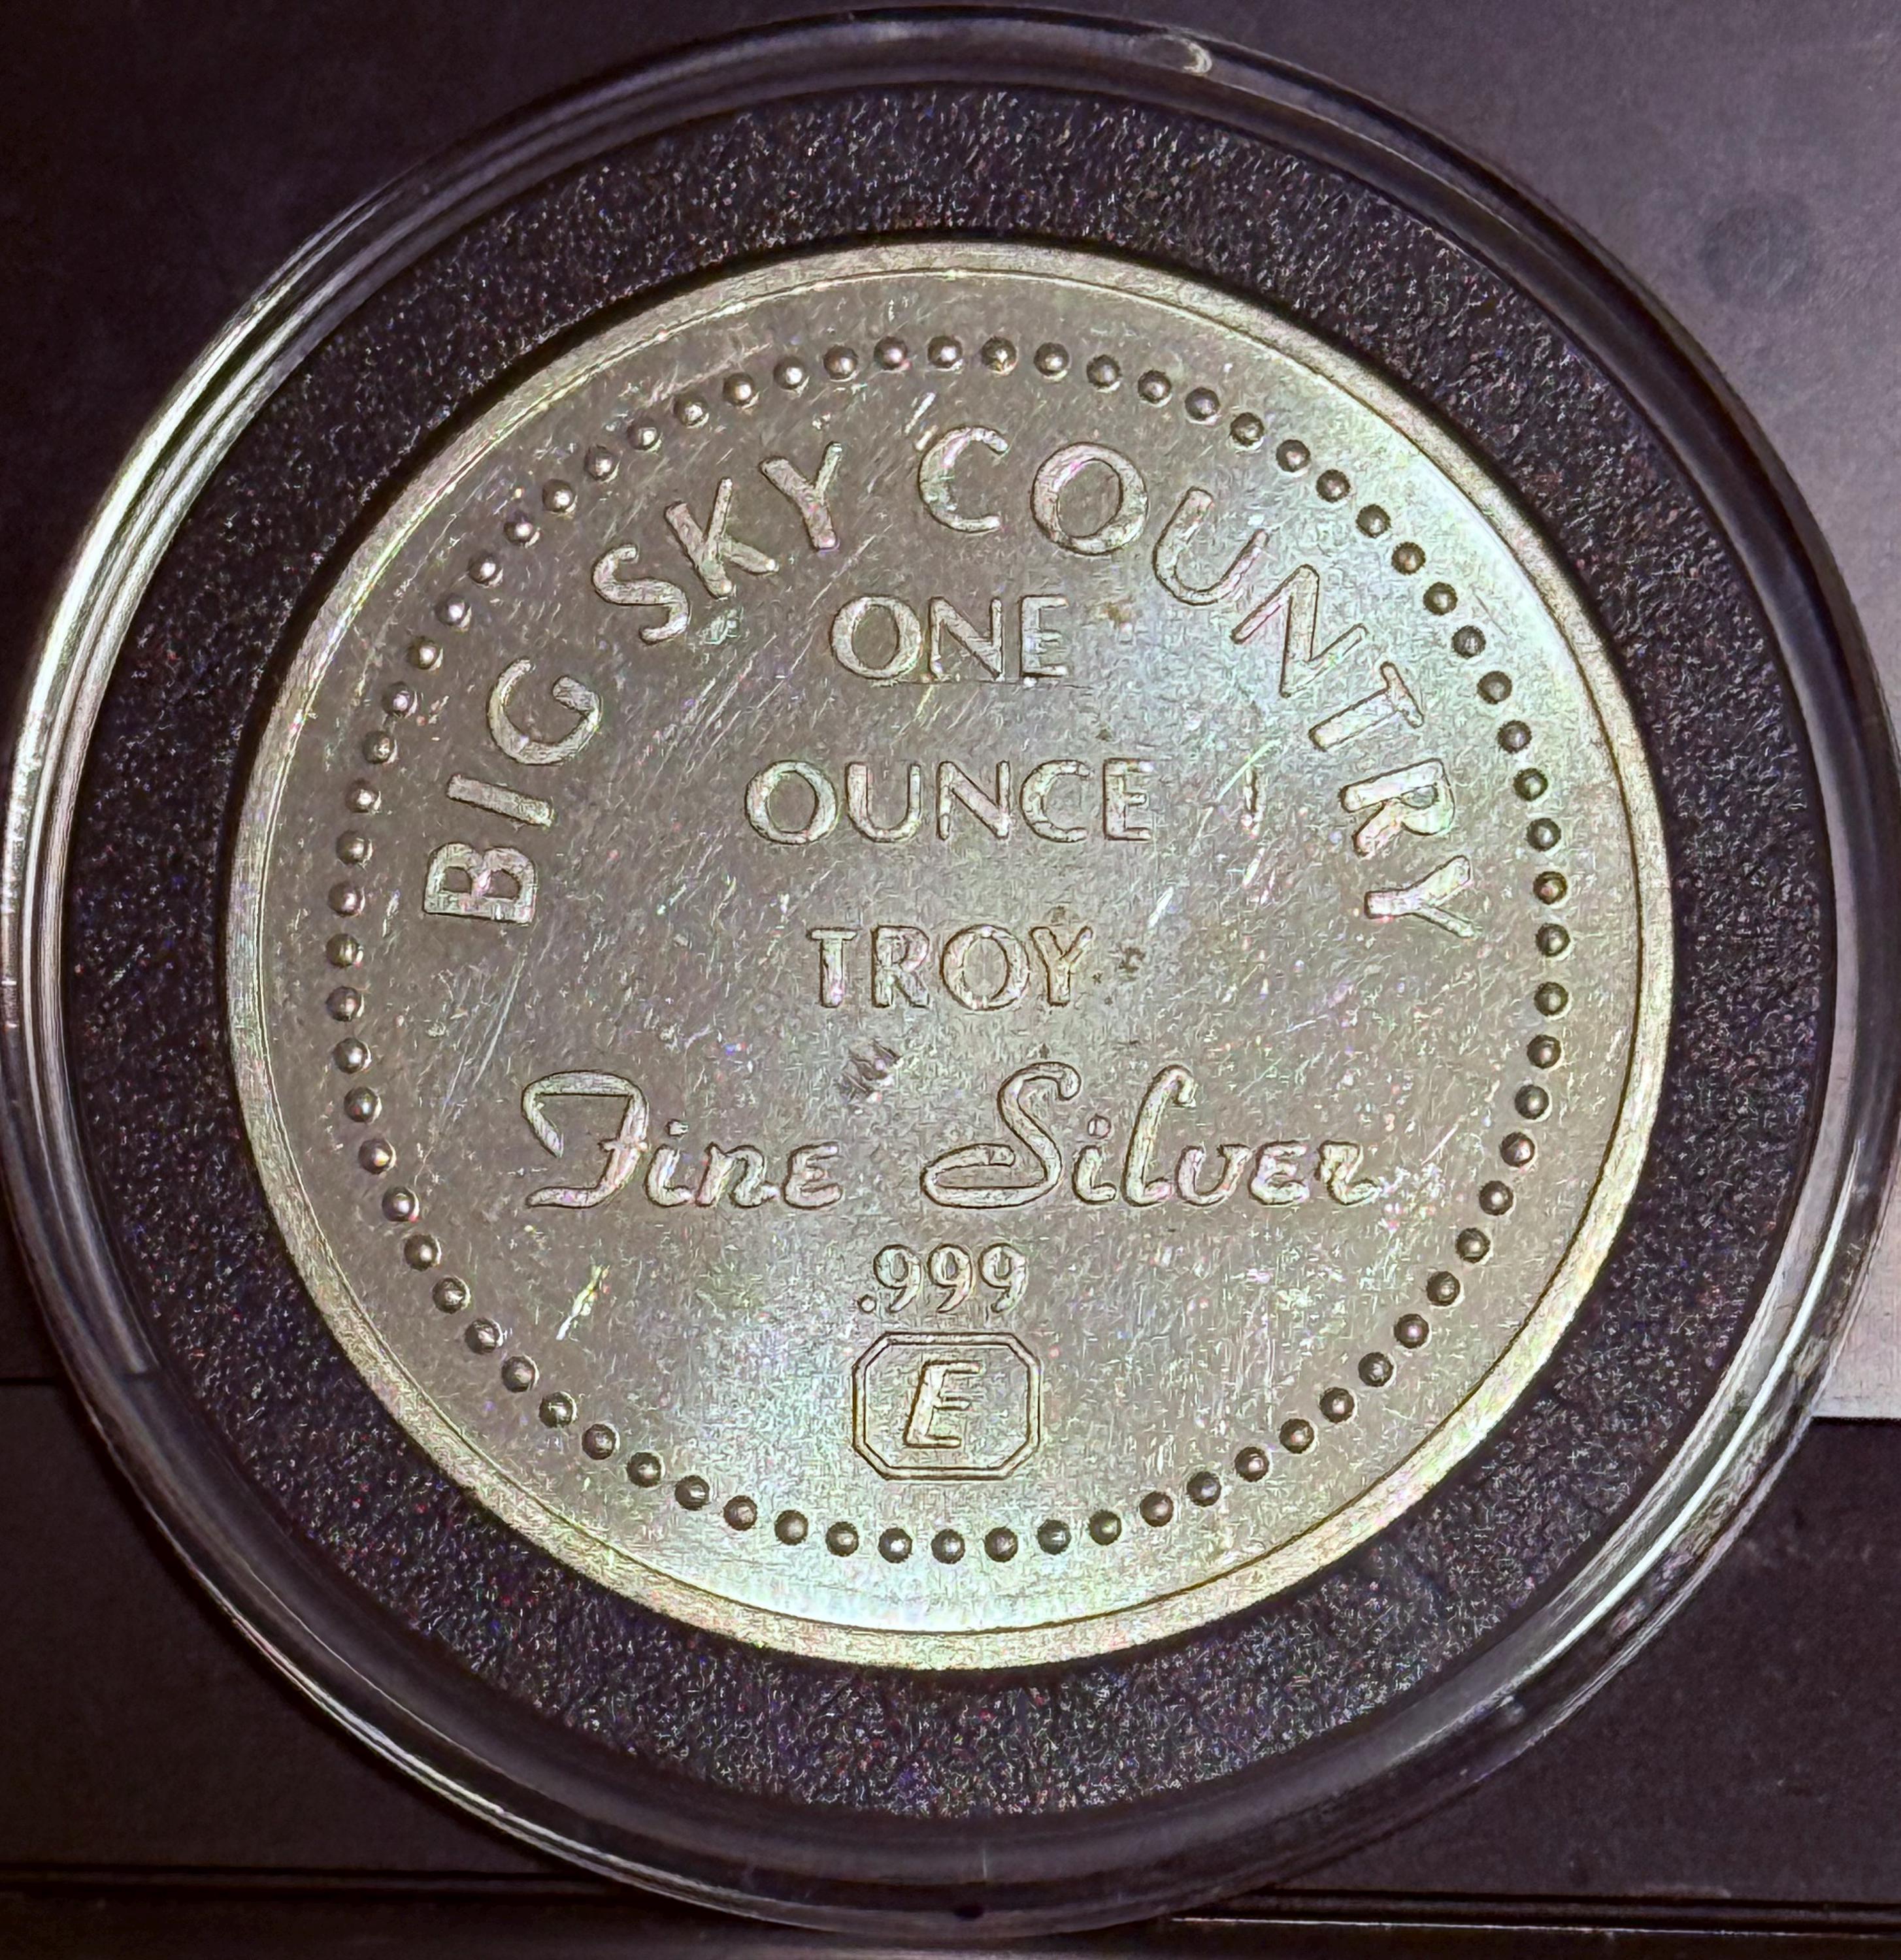 BIG SKY COUNTRY
ONE
OUNCE
TROY
Fine Silver
.999
E